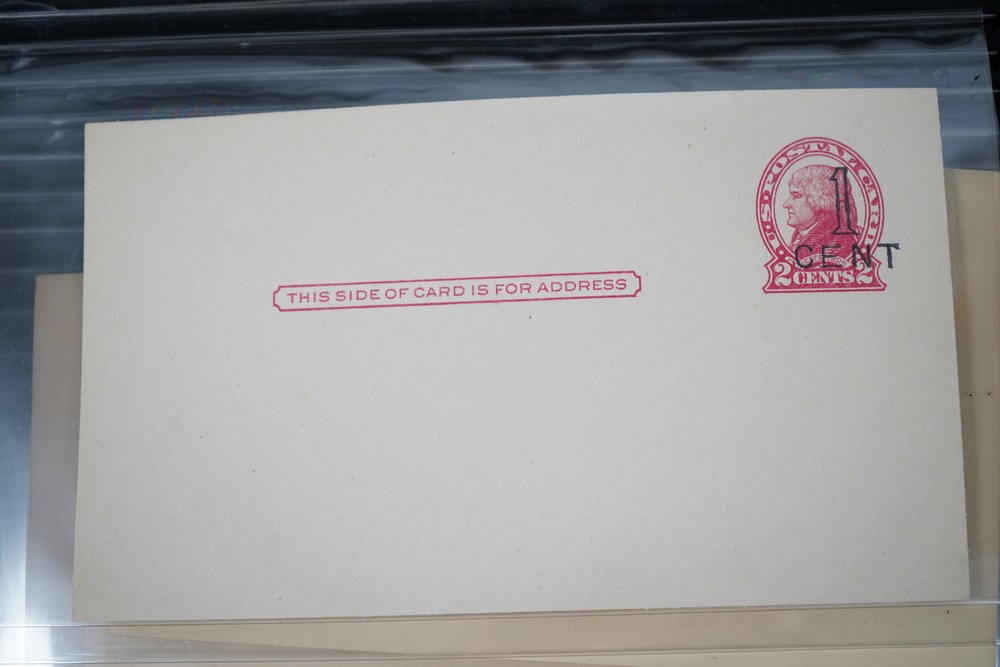 U.S. POSTAL CARD
1
CENT
2 CENTS 2
THIS SIDE OF CARD IS FOR ADDRESS